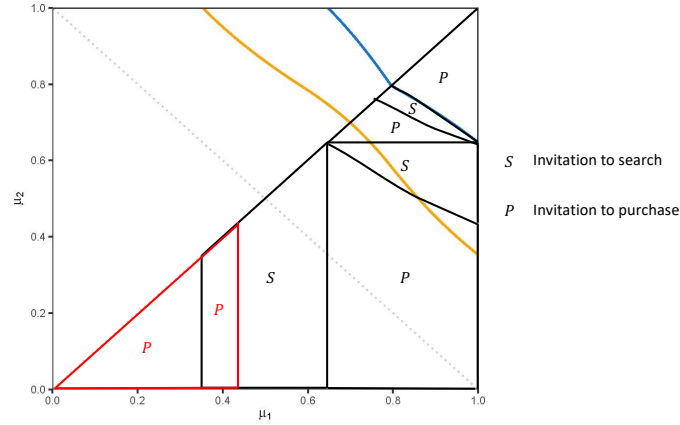 1.0
P
0.8
S
P
0.6
S
S Invitation to search
μ2
P Invitation to purchase
0.4
S
P
P
0.2
P
0.0
0.0 0.2 0.4 0.6 0.8 1.0
μ1